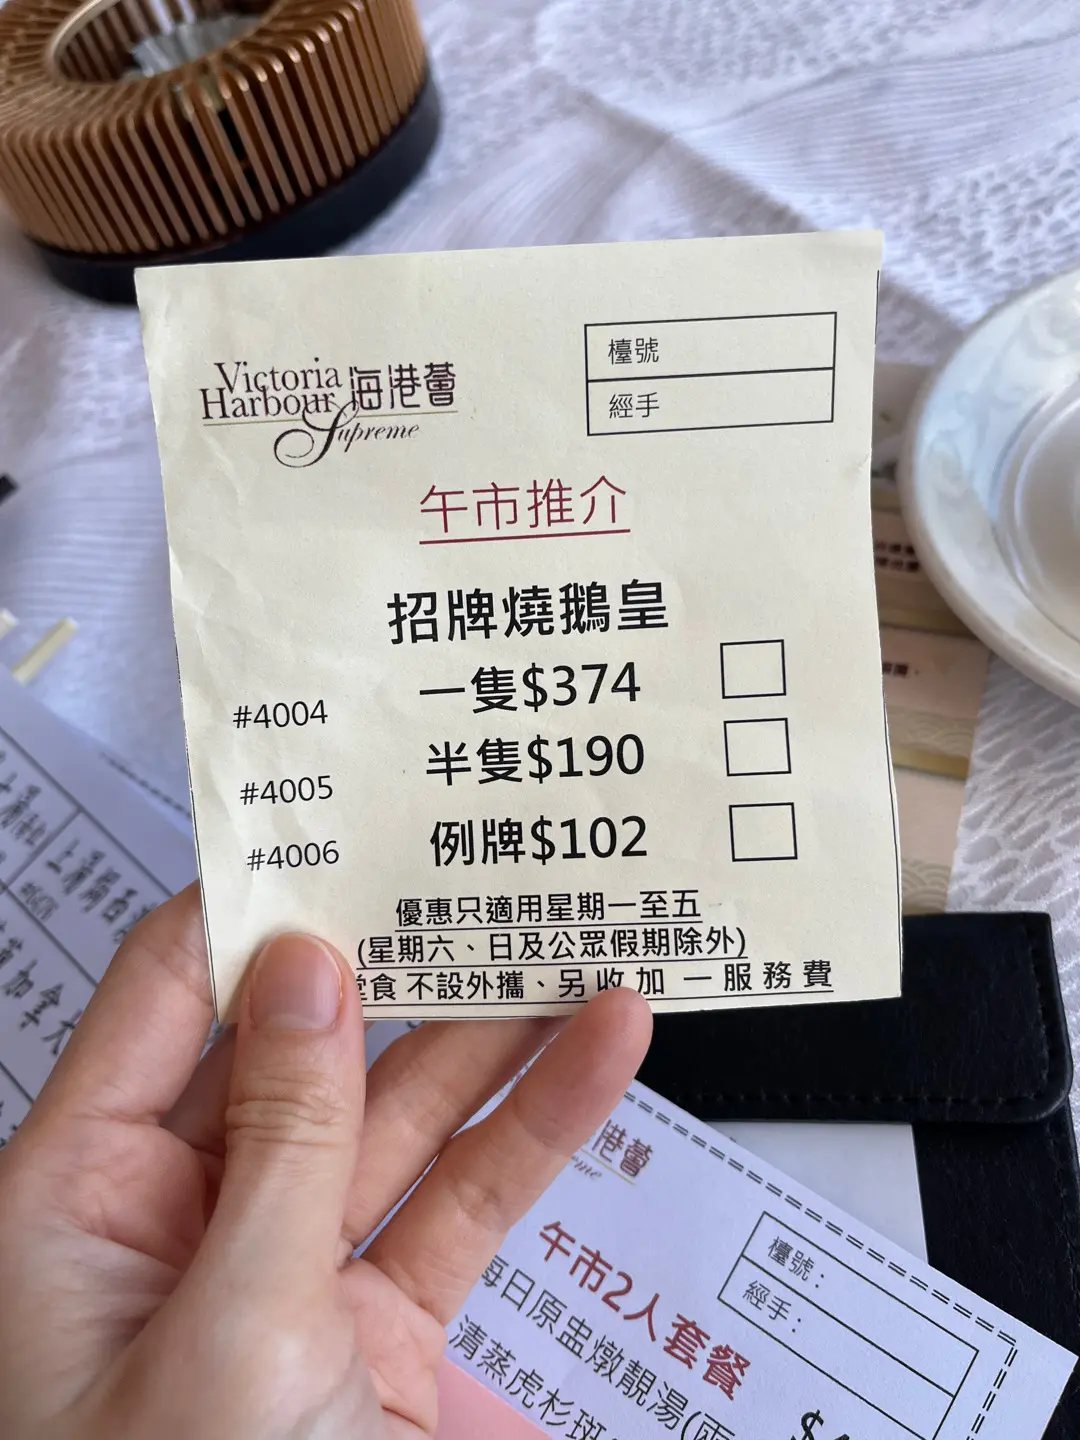 Victoria
Harbour 海港薈
Supreme
檯號
經手
午市推介
招牌燒鵝皇
#4004 一隻$374
#4005 半隻$190
#4006 例牌$102
優惠只適用星期一至五
(星期六、日及公眾假期除外)
堂食 不設外攜、另收加一服務費
港薈
午市2人套餐
檯號:
經手:
每日原盅燉靚湯(兩
清蒸虎杉斑
$